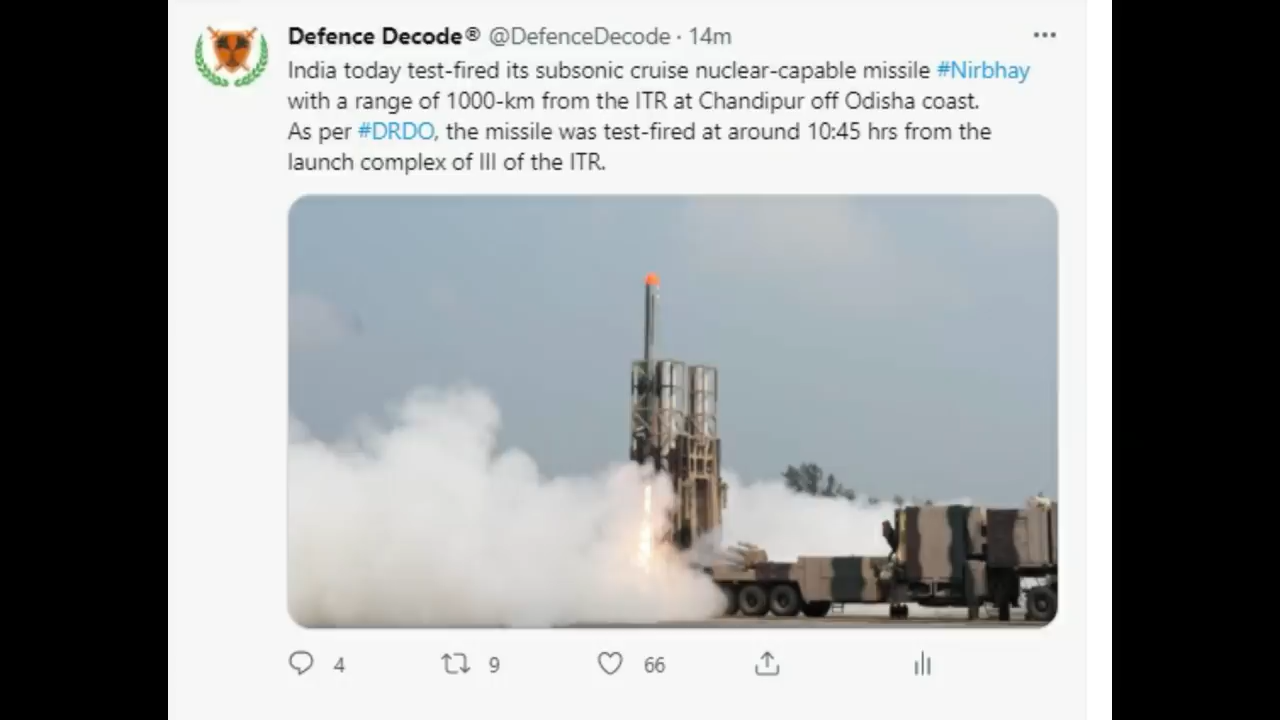 Defence Decode® @DefenceDecode · 14m
India today test-fired its subsonic cruise nuclear-capable missile #Nirbhay
with a range of 1000-km from the ITR at Chandipur off Odisha coast.
As per #DRDO, the missile was test-fired at around 10:45 hrs from the
launch complex of III of the ITR.
4 9 66